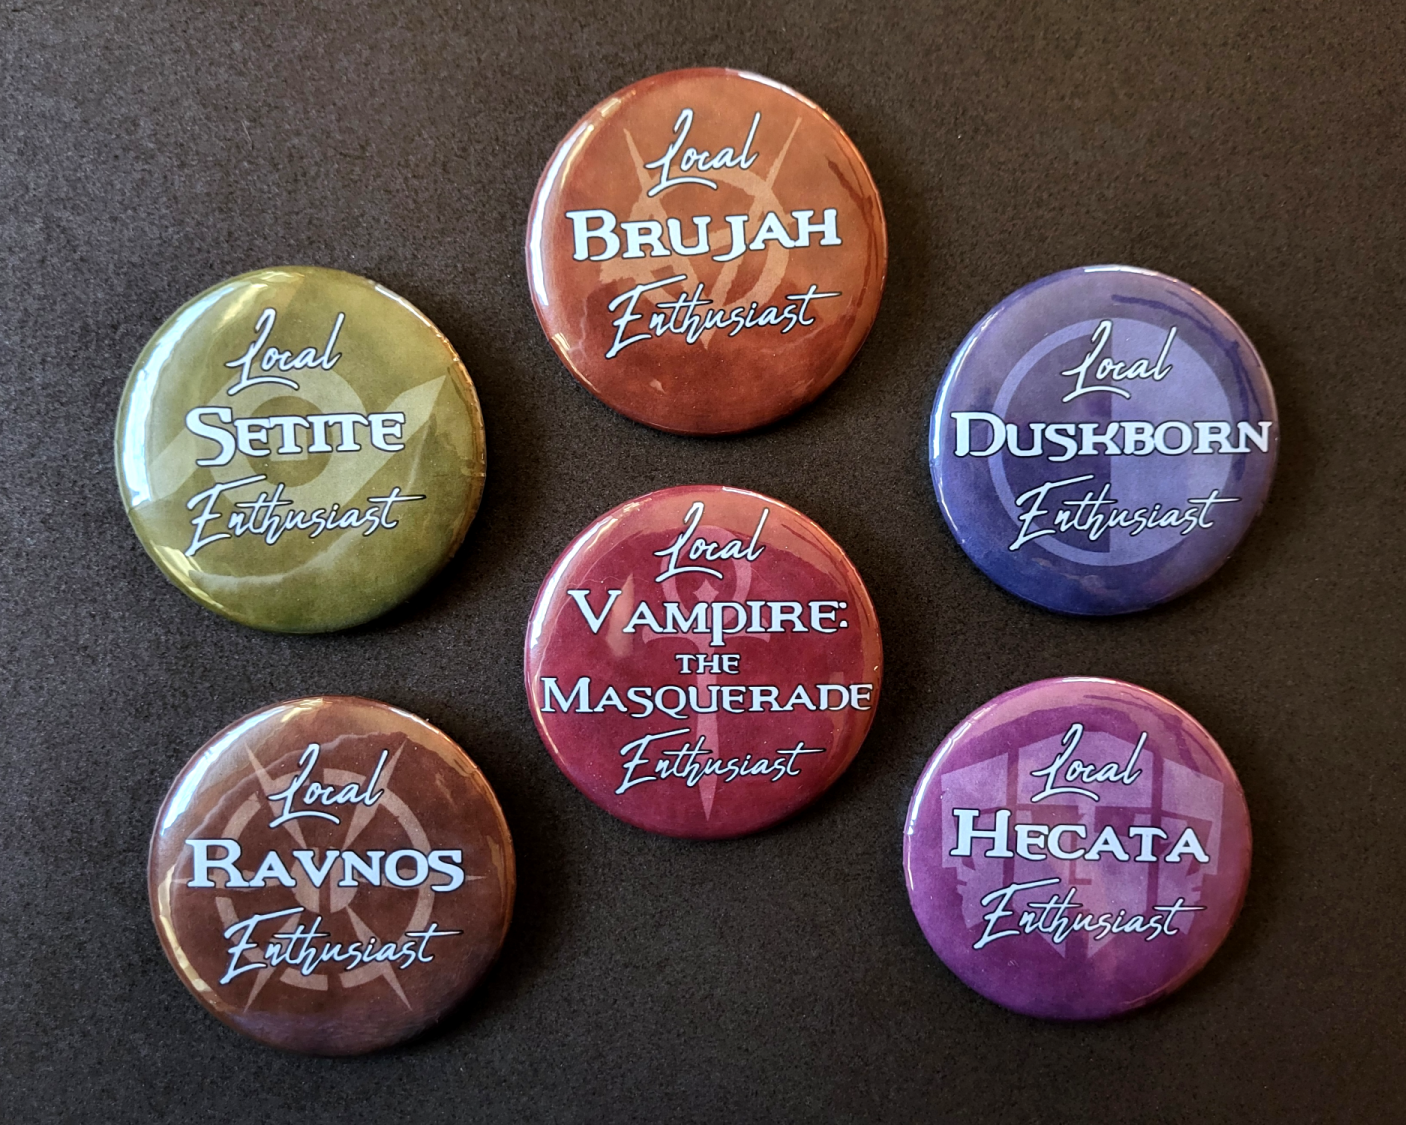 Local
BRUJAH
Enthusiast
Local
SETITE
Enthusiast
Local
DUSKBORN
Enthusiast
Local
VAMPIRE:
THE
MASQUERADE
Enthusiast
Local
RAVNOS
Enthusiast
Local
HECATA
Enthusiast